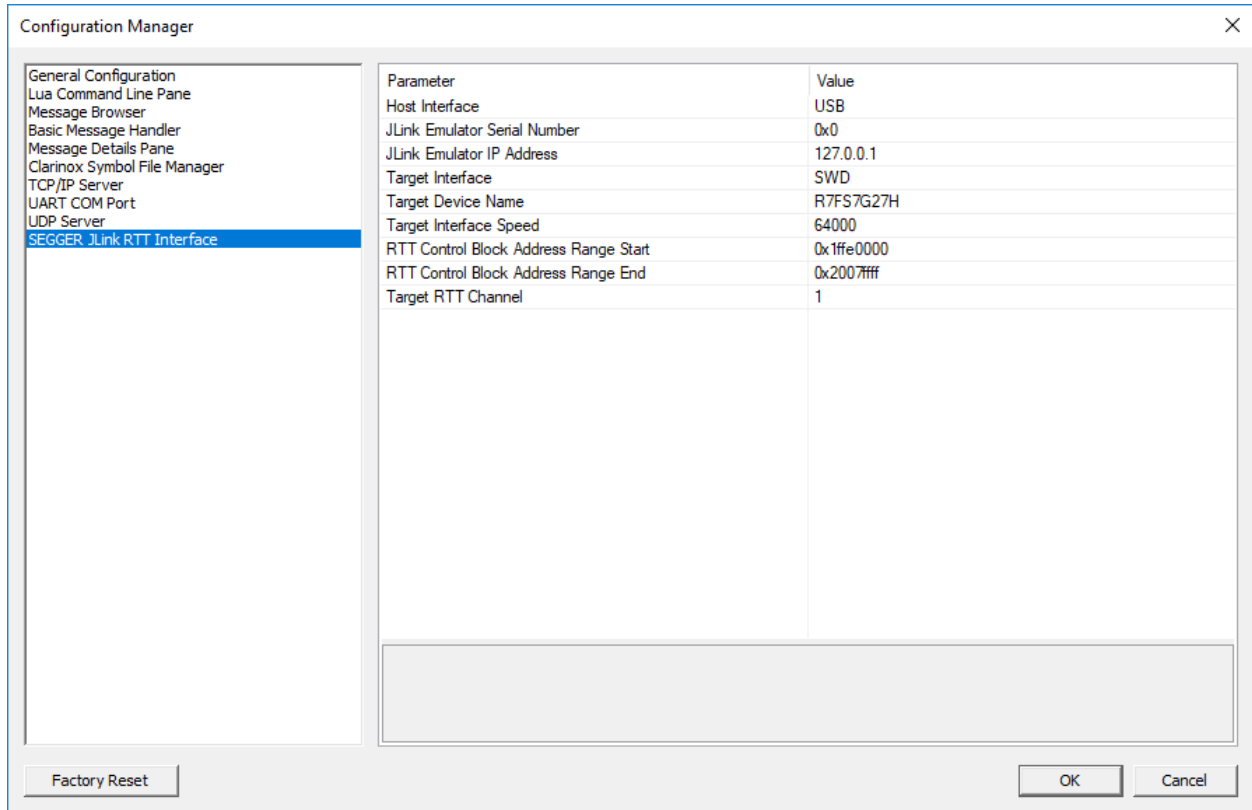 Configuration Manager
General Configuration
Lua Command Line Pane
Message Browser
Basic Message Handler
Message Details Pane
Clarinox Symbol File Manager
TCP/IP Server
UART COM Port
UDP Server
SEGGER JLink RTT Interface
Parameter Value
Host Interface USB
JLink Emulator Serial Number 0x0
JLink Emulator IP Address 127.0.0.1
Target Interface SWD
Target Device Name R7FS7G27H
Target Interface Speed 64000
RTT Control Block Address Range Start 0x1ffe0000
RTT Control Block Address Range End 0x2007ffff
Target RTT Channel 1
Factory Reset OK Cancel